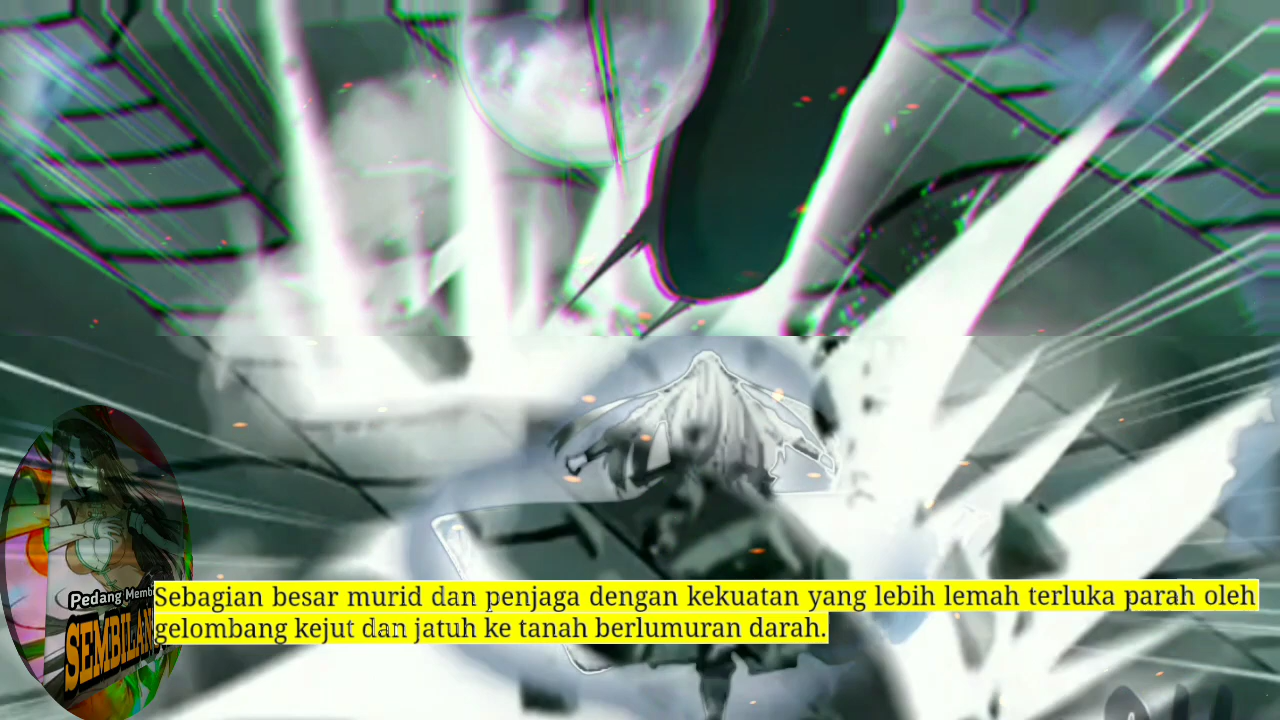 Pedang Memb
SEMBILAN
Sebagian besar murid dan penjaga dengan kekuatan yang lebih lemah terluka parah oleh
gelombang kejut dan jatuh ke tanah berlumuran darah.